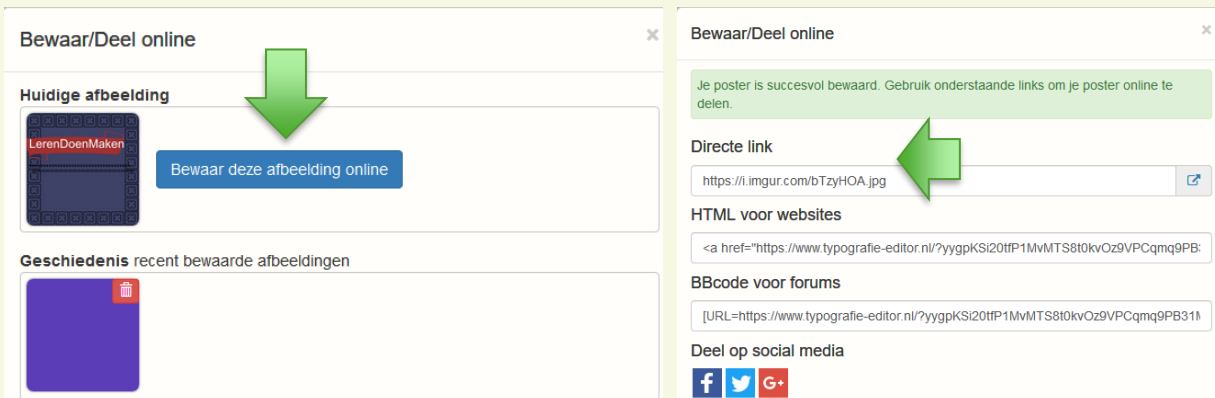 Bewaar/Deel online
×
Huidige afbeelding
LerenDoenMaken
Bewaar deze afbeelding online
Geschiedenis recent bewaarde afbeeldingen
Bewaar/Deel online
×
Je poster is succesvol bewaard. Gebruik onderstaande links om je poster online te
delen.
Directe link
https://i.imgur.com/bTzyHOA.jpg
HTML voor websites
<a href="https://www.typografie-editor.nl/?yygpKSi20tfP1MvMTS8t0kvOz9VPCqmq9PB:
BBcode voor forums
[URL=https://www.typografie-editor.nl/?yygpKSi20tfP1MvMTS8t0kvOz9VPCqmq9PB31M
Deel op social media
f
G+